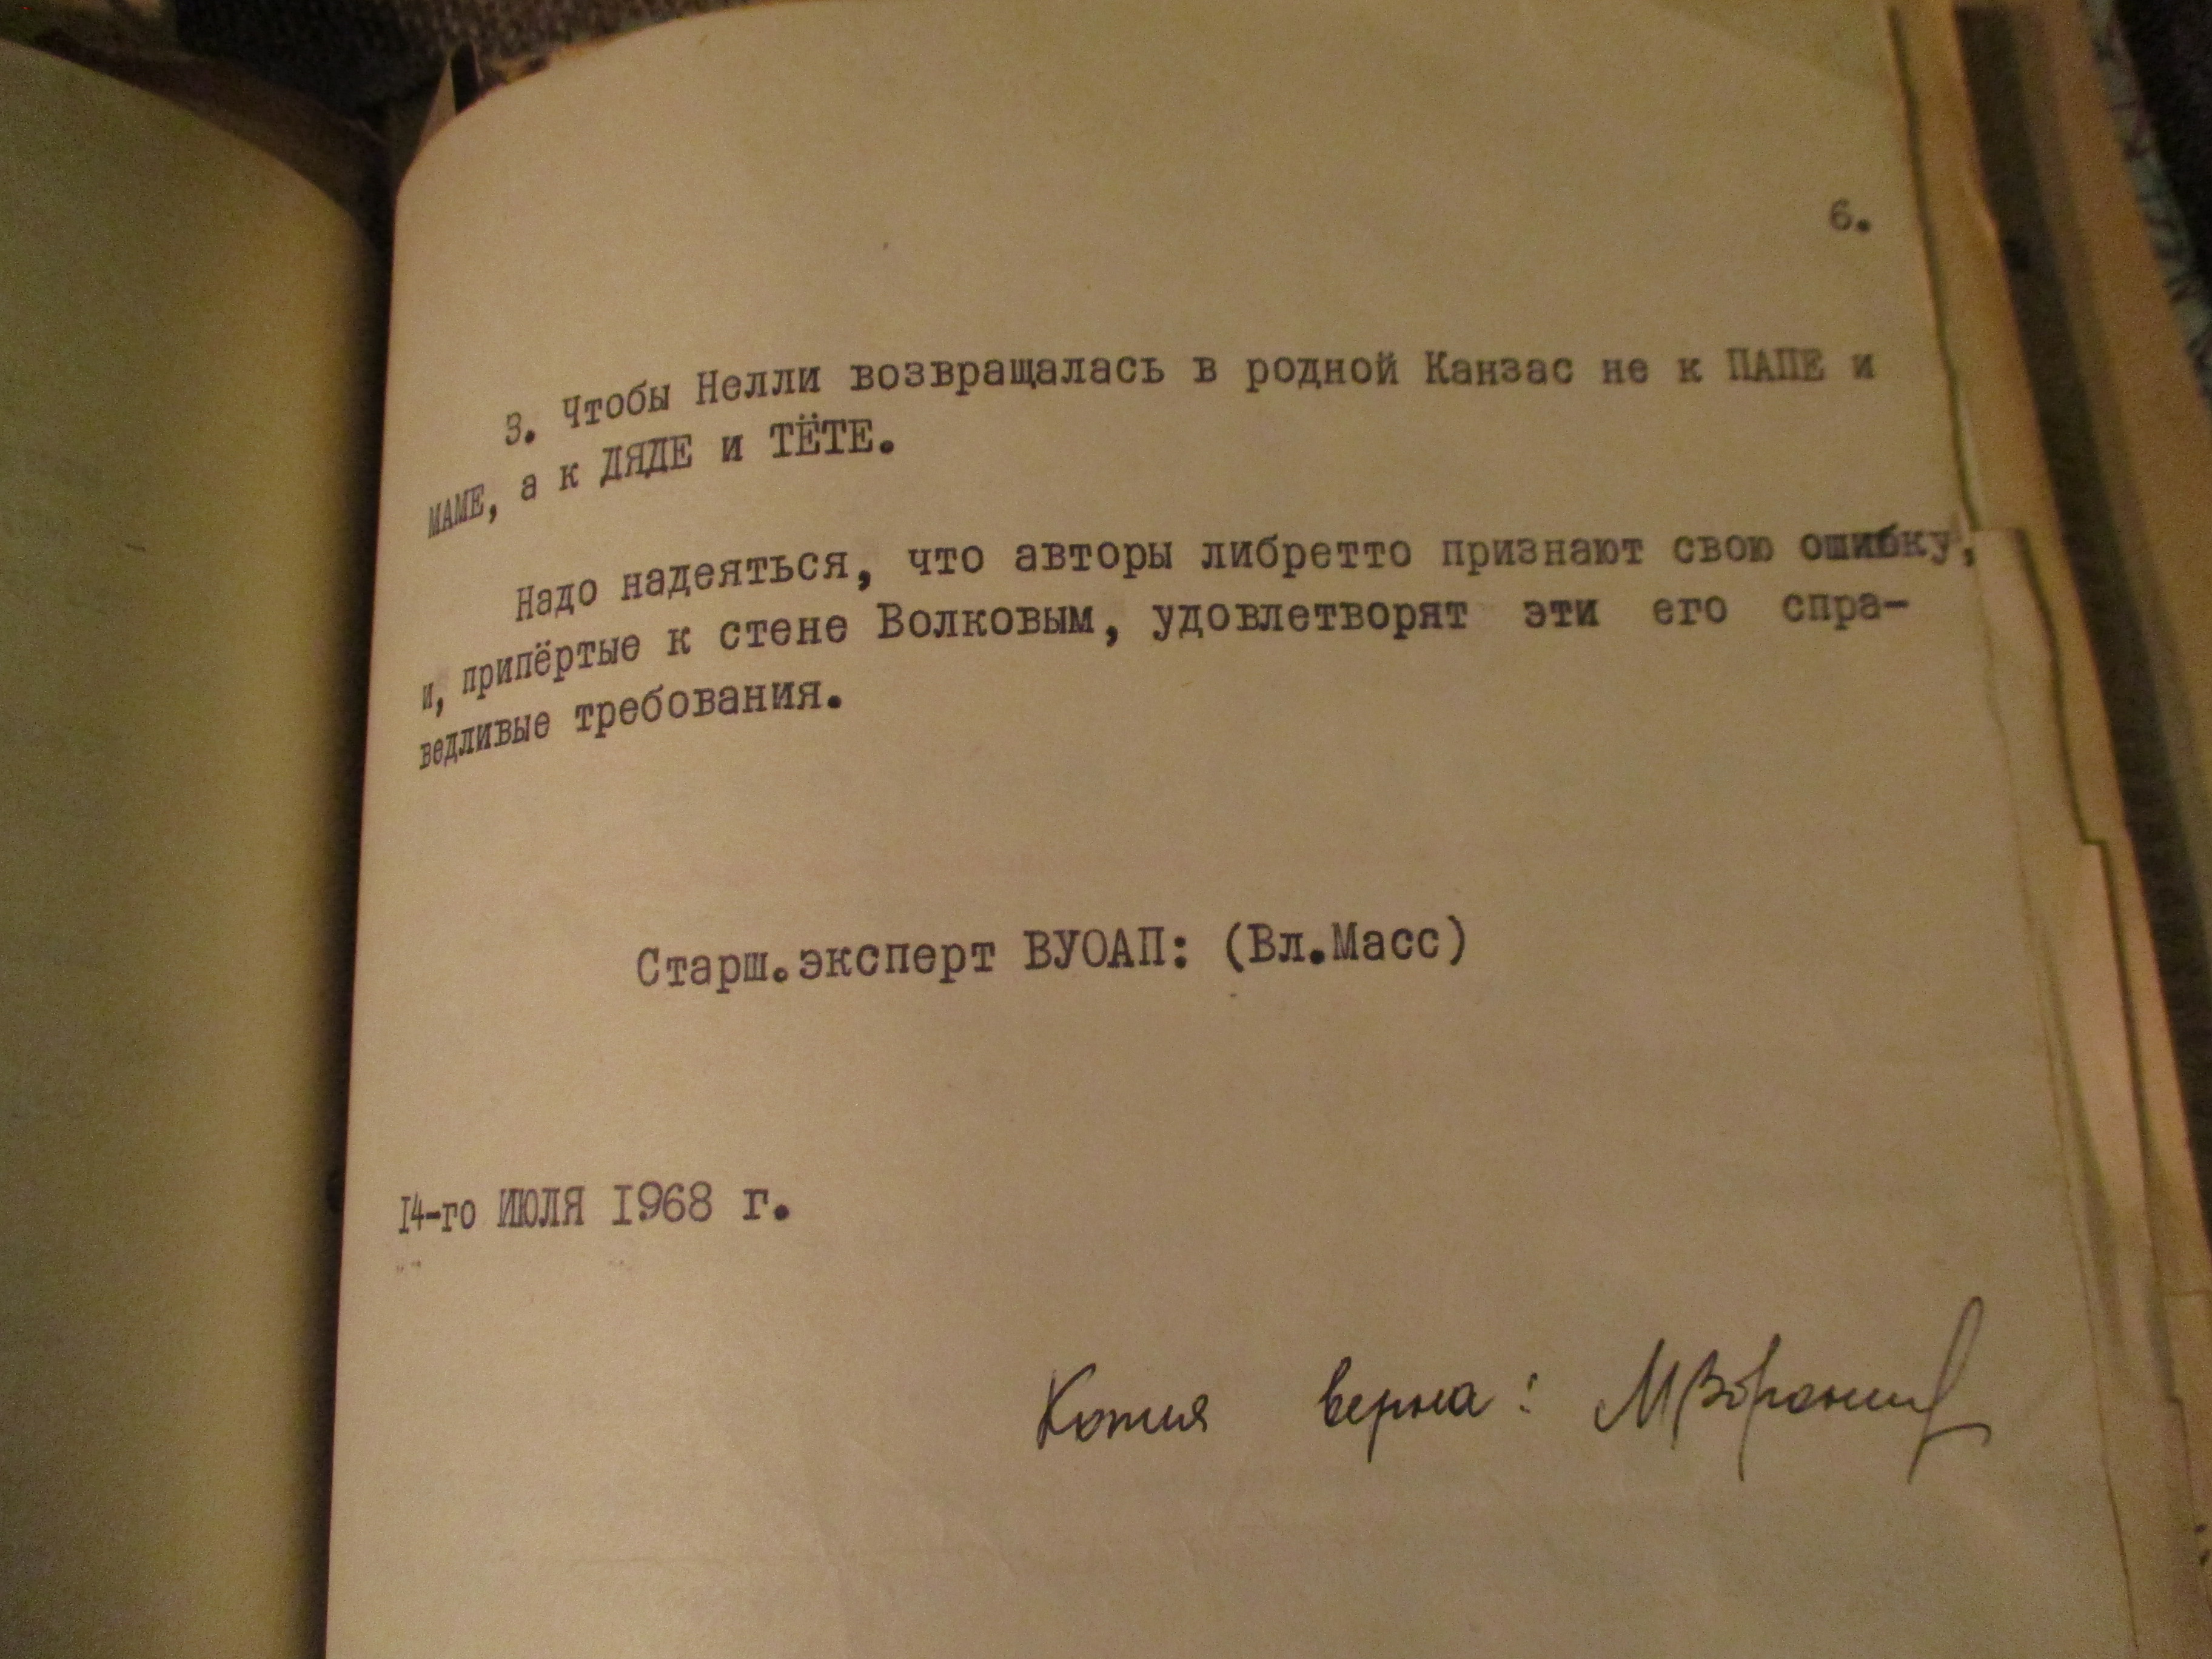 6.
3. Чтобы Нелли возвращалась в родной Канзас не к ПАПЕ и
МАМЕ, а к ДЯДЕ и ТЁТЕ.
Надо надеяться, что авторы либретто признают свою ошибку,
и, припёртые к стене Волковым, удовлетворят эти его спра-
ведливые требования.
Старш.эксперт ВУОАП: (Вл.Масс)
14-го ИЮЛЯ 1968 г.
Копия верна: